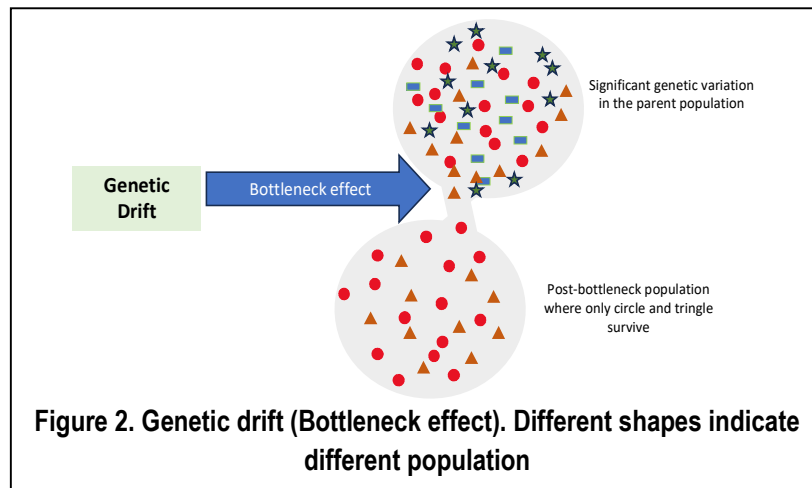 Significant genetic variation
in the parent population
Genetic
Drift
Bottleneck effect
Post-bottleneck population
where only circle and tringle
survive
Figure 2. Genetic drift (Bottleneck effect). Different shapes indicate
different population